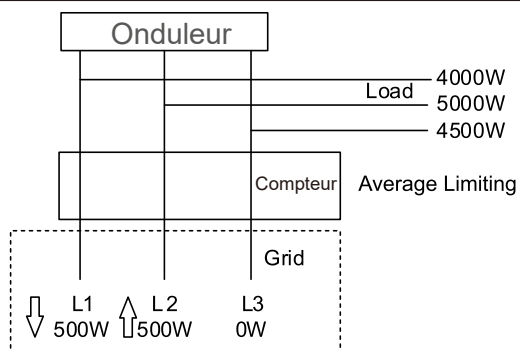 Onduleur
4000W
Load
5000W
4500W
Compteur
Average Limiting
Grid
L1 L2 L3
500W 500W 0W